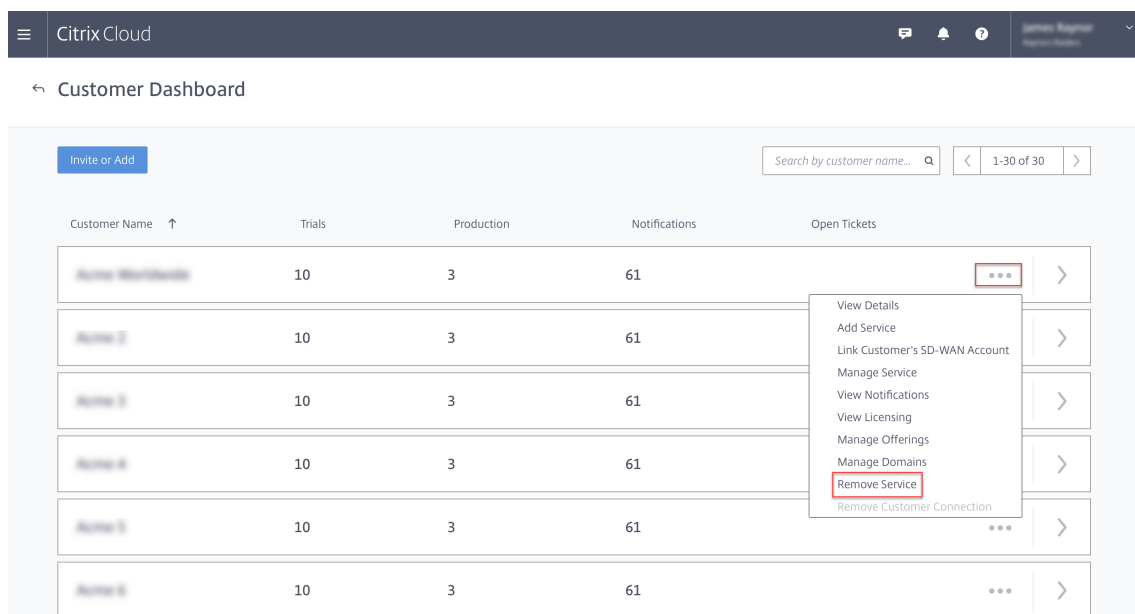 Citrix Cloud
Customer Dashboard
Invite or Add
Search by customer name...
1-30 of 30
Customer Name Trials Production Notifications Open Tickets
10 3 61
View Details
Add Service
10 3 61
Link Customer's SD-WAN Account
Manage Service
View Notifications
10 3 61
View Licensing
Manage Offerings
Manage Domains
10 3 61
Remove Service
Remove Customer Connection
10 3 61
10 3 61